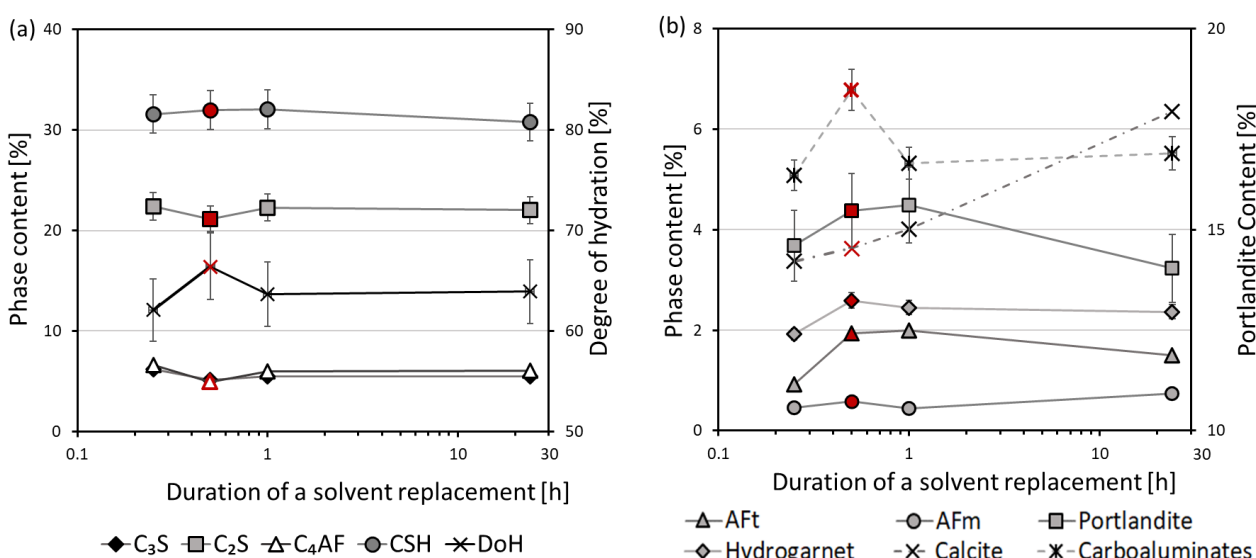 (a)
40
30
20
10
0
Phase content [%]
90
80
70
60
50
Degree of hydration [%]
0.1
1
10
30
Duration of a solvent replacement [h]
C₃S C₂S C₄AF CSH DoH
(b)
8
6
4
2
0
Phase content [%]
20
15
10
Portlandite Content [%]
0.1
1
10
30
Duration of a solvent replacement [h]
AFt AFm Portlandite
Hydrogarnet Calcite Carboaluminates